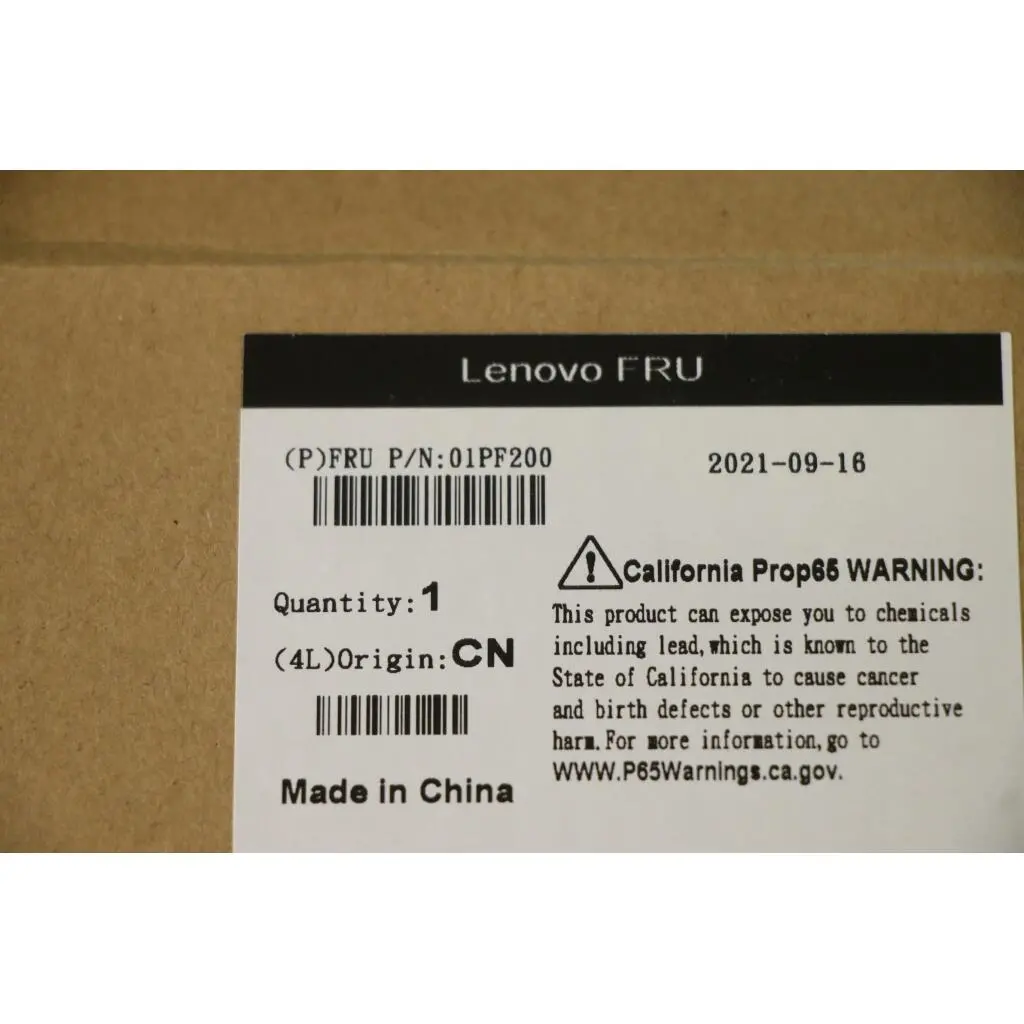 Lenovo FRU
(P)FRU P/N:01PF200
2021-09-16
Quantity:1
(4L)Origin:CN
Made in China
California Prop65 WARNING:
This product can expose you to chemicals
including lead,which is known to the
State of California to cause cancer
and birth defects or other reproductive
harm.For more information,go to
WWW.P65Warnings.ca.gov.